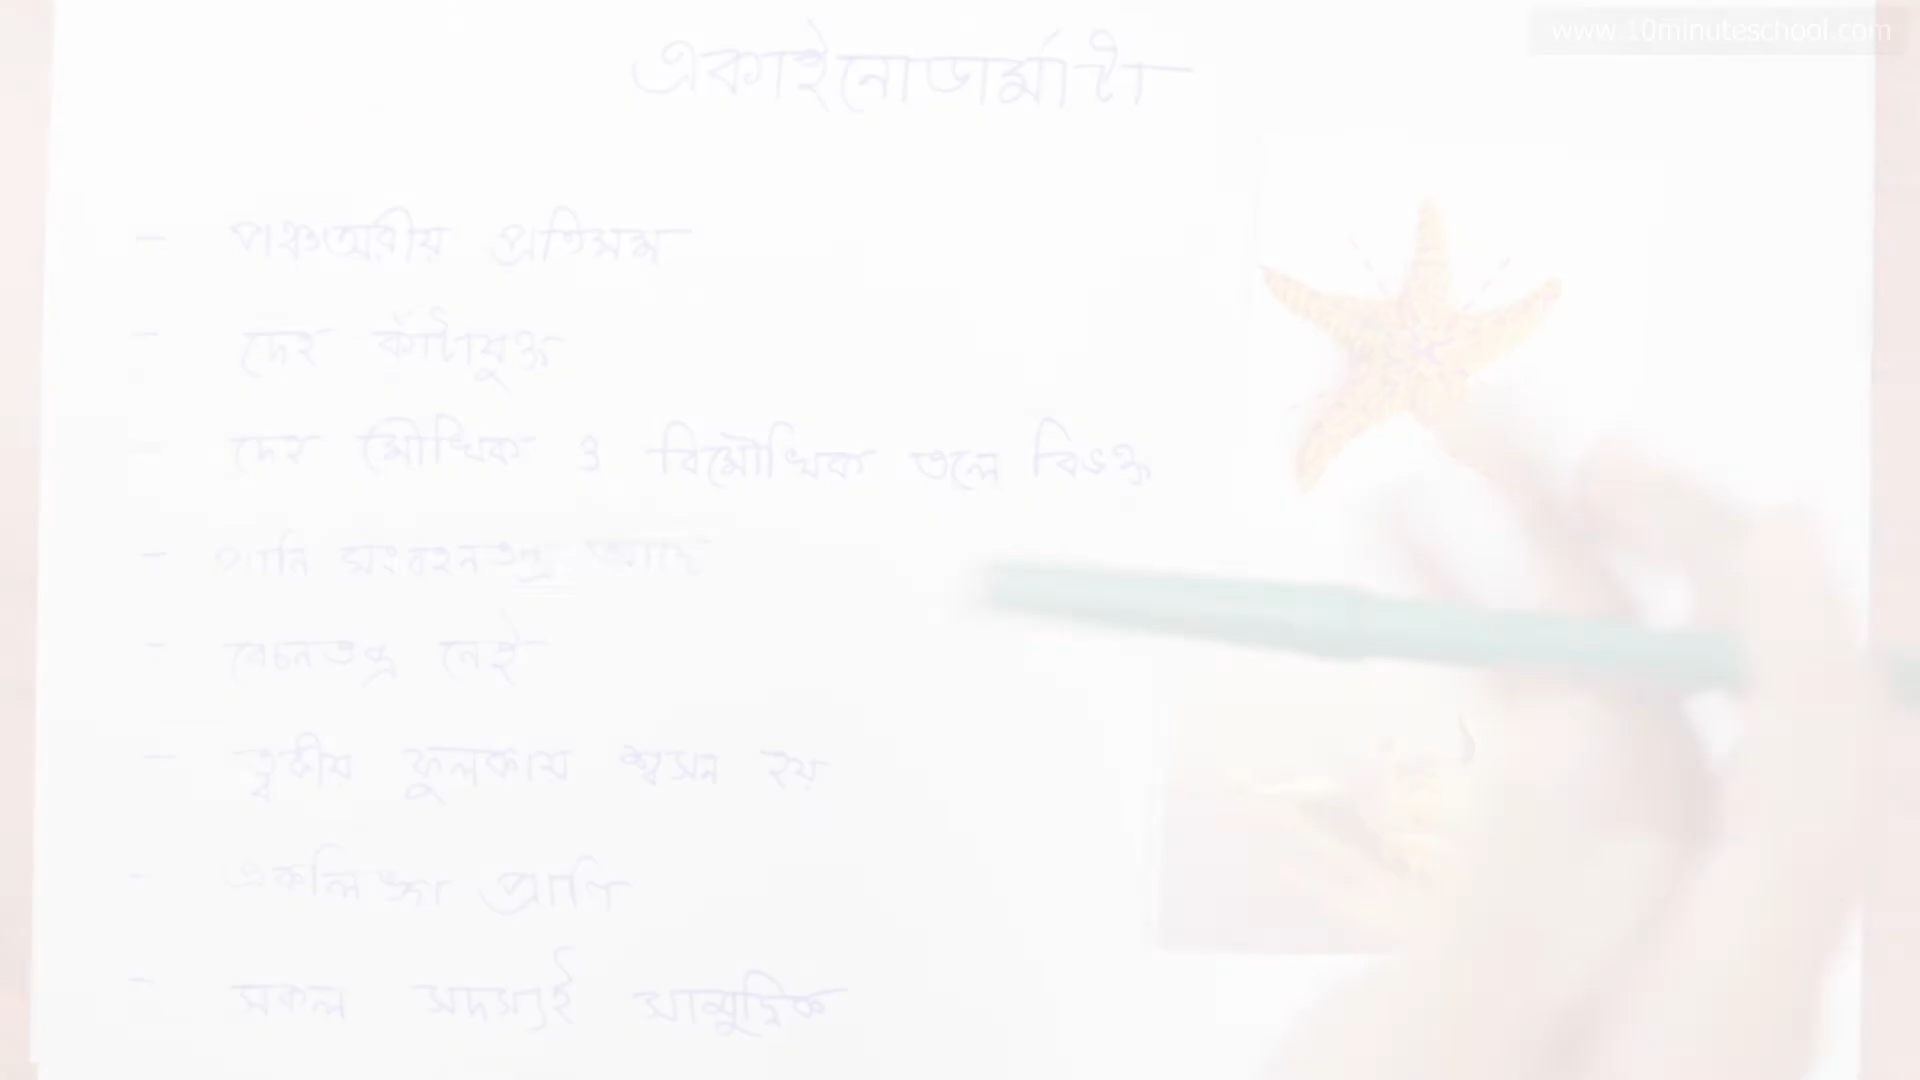 www.10minuteschool.com
একাইনোডার্মাটা
- পঞ্চঅরীয় প্রতিসম
- দেহ কাঁটাযুক্ত
- দেহ মৌখিক ও বিমৌখিক তলে বিভক্ত
- পানি সংবহনতন্ত্র আছে
- রেচনতন্ত্র নেই
- ত্বকীয় ফুলকায় শ্বসন হয়
- একলিঙ্গ প্রাণি
- সকল সদস্যই সামুদ্রিক